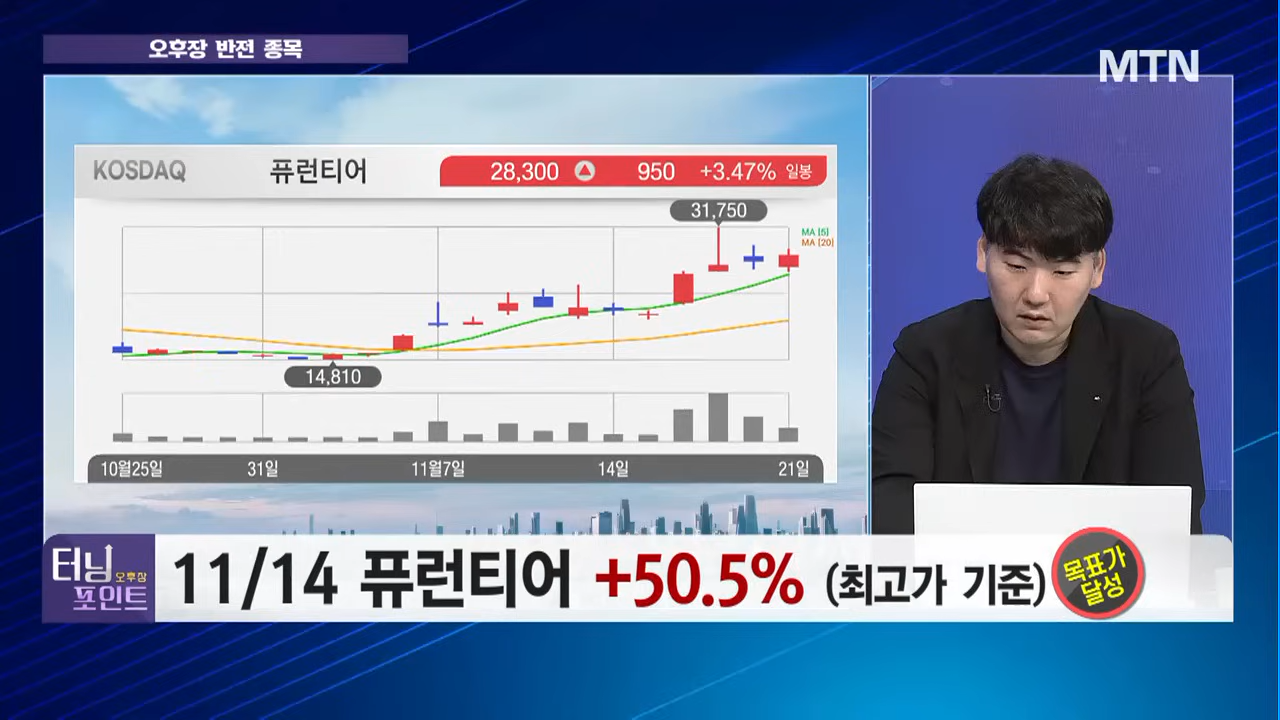 오후장 반전 종목
MTN
KOSDAQ 퓨런티어 28,300 950 +3.47% 일봉
31,750
MA [5]
MA [20]
14,810
10월25일 31일 11월7일 14일 21일
터닝 오후장
포인트
11/14 퓨런티어 +50.5% (최고가 기준)
목표가
달성